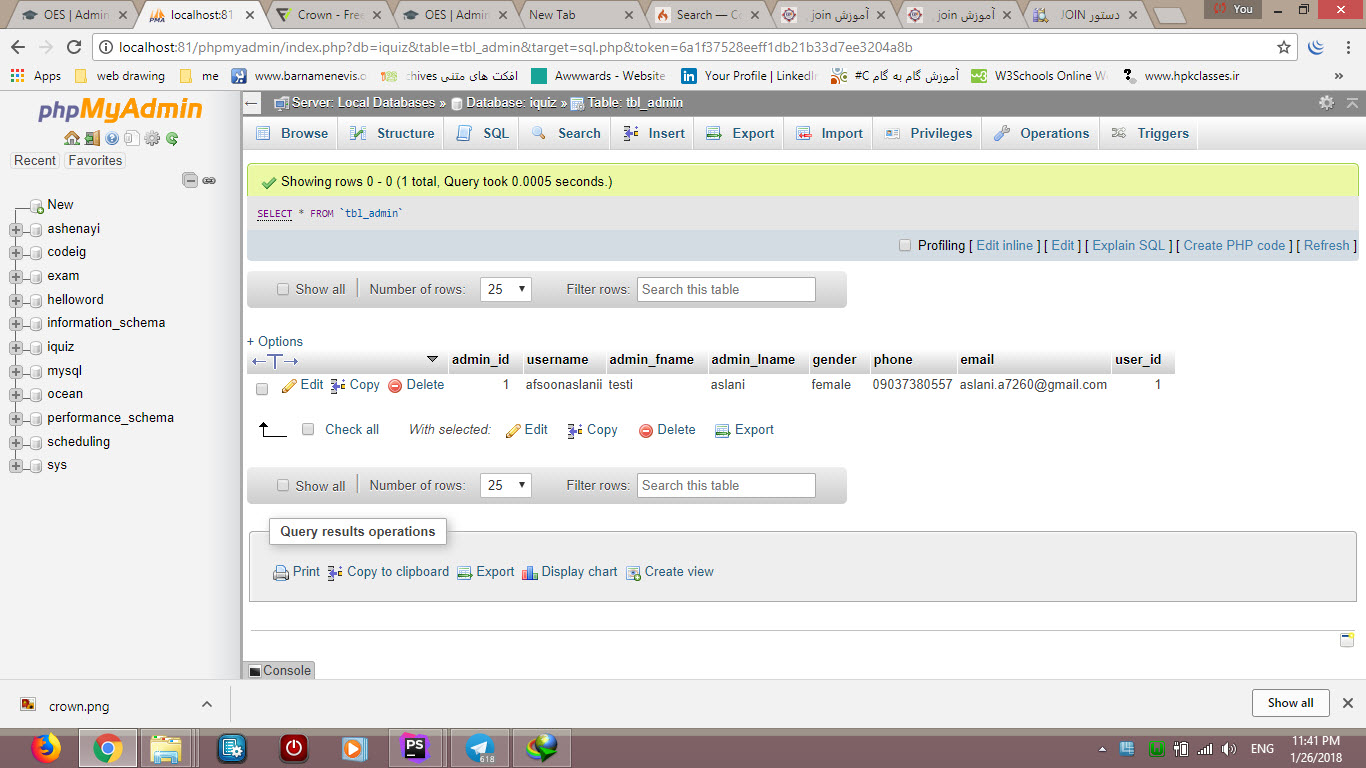 OES | Admin
localhost:81
Crown - Free
OES | Admin
New Tab
Search — Co
آموزش join
آموزش join
دستور JOIN
You
localhost:81/phpmyadmin/index.php?db=iquiz&table=tbl_admin&target=sql.php&token=6a1f37528eeff1db21b33d7ee3204a8b
Apps web drawing me www.barnamenevis.o افکت های متنی chives Awwwards - Website Your Profile | LinkedIn آموزش گام به گام C# W3Schools Online W www.hpkclasses.ir »
phpMyAdmin
Recent Favorites
New
ashenayi
codeig
exam
helloword
information_schema
iquiz
mysql
ocean
performance_schema
scheduling
sys
Server: Local Databases » Database: iquiz » Table: tbl_admin
Browse Structure SQL Search Insert Export Import Privileges Operations Triggers
Showing rows 0 - 0 (1 total, Query took 0.0005 seconds.)
SELECT * FROM `tbl_admin`
Profiling [ Edit inline ] [ Edit ] [ Explain SQL ] [ Create PHP code ] [ Refresh ]
Show all Number of rows: 25 Filter rows: Search this table
+ Options
admin_id username admin_fname admin_lname gender phone email user_id
Edit Copy Delete 1 afsoonaslanii testi aslani female 09037380557 aslani.a7260@gmail.com 1
Check all With selected: Edit Copy Delete Export
Show all Number of rows: 25 Filter rows: Search this table
Query results operations
Print Copy to clipboard Export Display chart Create view
Console
crown.png
Show all
PS
618
ENG
11:41 PM
1/26/2018